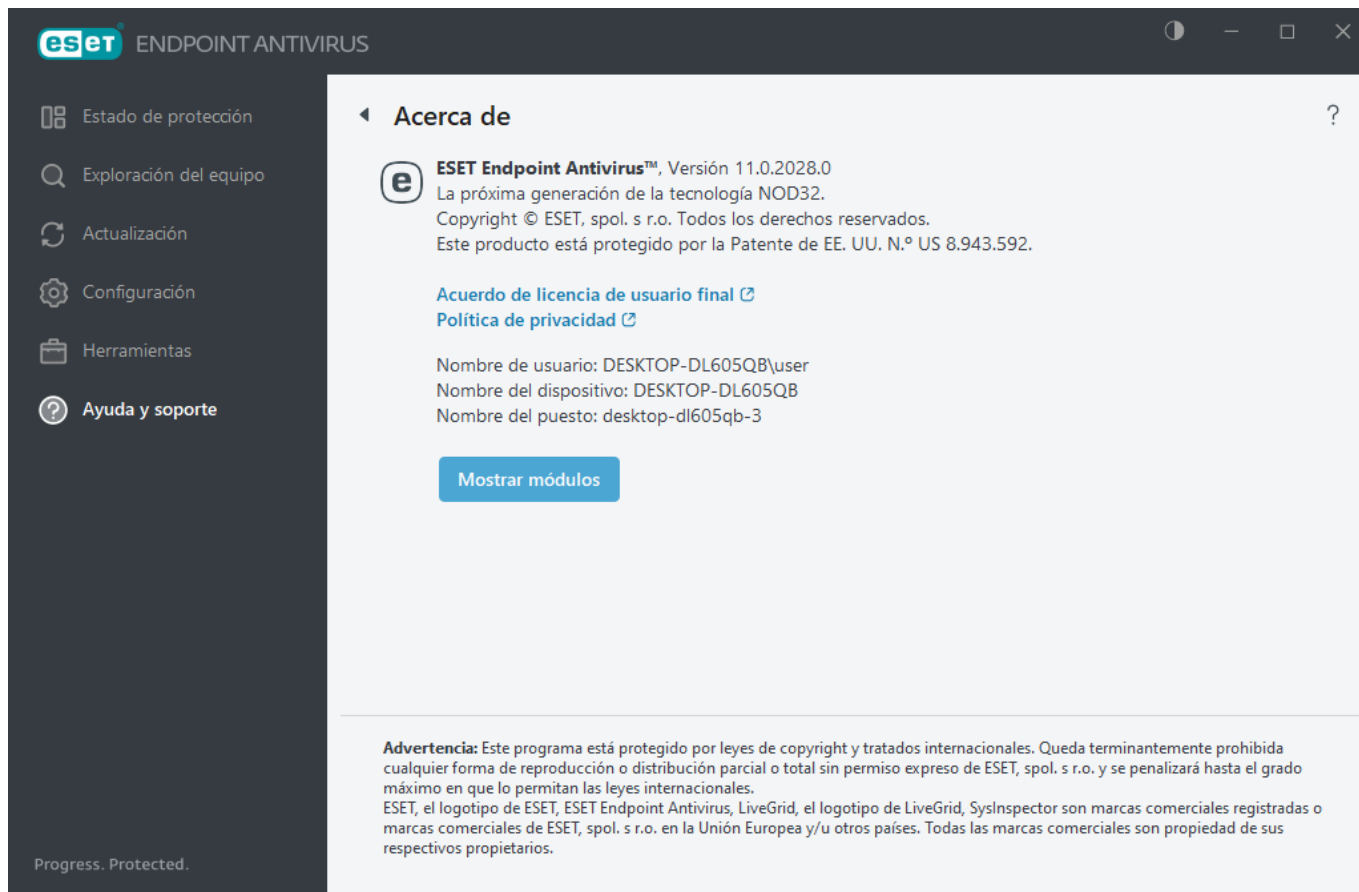 eset ENDPOINT ANTIVIRUS
Estado de protección
Exploración del equipo
Actualización
Configuración
Herramientas
Ayuda y soporte
Progress. Protected.
Acerca de
?
ESET Endpoint Antivirus™, Versión 11.0.2028.0
La próxima generación de la tecnología NOD32.
Copyright © ESET, spol. s r.o. Todos los derechos reservados.
Este producto está protegido por la Patente de EE. UU. N.º US 8.943.592.
Acuerdo de licencia de usuario final
Política de privacidad
Nombre de usuario: DESKTOP-DL605QB\user
Nombre del dispositivo: DESKTOP-DL605QB
Nombre del puesto: desktop-dl605qb-3
Mostrar módulos
Advertencia: Este programa está protegido por leyes de copyright y tratados internacionales. Queda terminantemente prohibida
cualquier forma de reproducción o distribución parcial o total sin permiso expreso de ESET, spol. s r.o. y se penalizará hasta el grado
máximo en que lo permitan las leyes internacionales.
ESET, el logotipo de ESET, ESET Endpoint Antivirus, LiveGrid, el logotipo de LiveGrid, SysInspector son marcas comerciales registradas o
marcas comerciales de ESET, spol. s r.o. en la Unión Europea y/u otros países. Todas las marcas comerciales son propiedad de sus
respectivos propietarios.